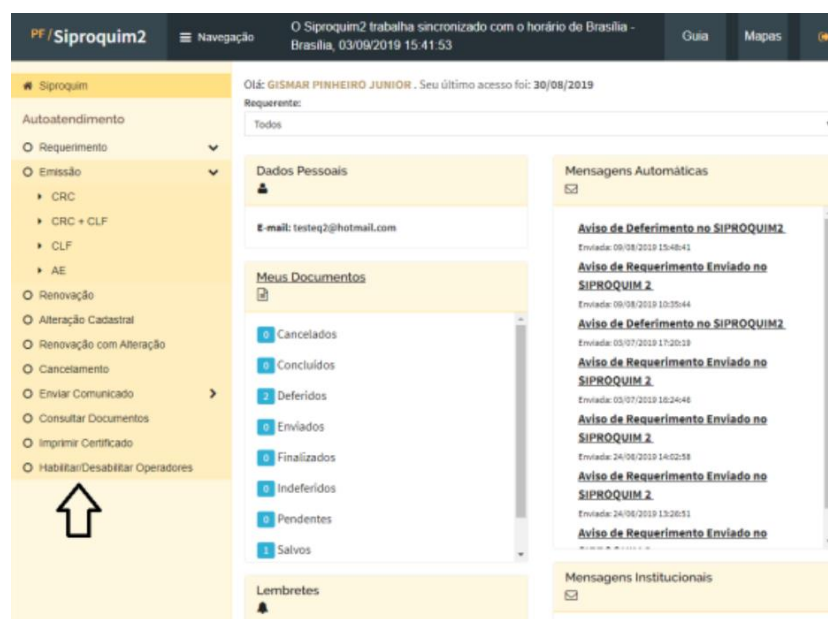 PF/Siproquim2
Navegação
O Siproquim2 trabalha sincronizado com o horário de Brasília -
Brasília, 03/09/2019 15:41:53
Guia
Mapas
Siproquim
Autoatendimento
Requerimento
Emissão
CRC
CRC + CLF
CLF
AE
Renovação
Alteração Cadastral
Renovação com Alteração
Cancelamento
Enviar Comunicado
Consultar Documentos
Imprimir Certificado
Habilitar/Desabilitar Operadores
Olá: GISMAR PINHEIRO JUNIOR . Seu último acesso foi: 30/08/2019
Requerente:
Todos
Dados Pessoais
E-mail: testeq2@hotmail.com
Meus Documentos
0 Cancelados
0 Concluídos
2 Deferidos
0 Enviados
0 Finalizados
0 Indeferidos
0 Pendentes
1 Salvos
Lembretes
Mensagens Automáticas
Aviso de Deferimento no SIPROQUIM2
Enviada: 09/08/2019 15:48:41
Aviso de Requerimento Enviado no
SIPROQUIM 2
Enviada: 09/08/2019 10:35:44
Aviso de Deferimento no SIPROQUIM2
Enviada: 03/07/2019 17:20:19
Aviso de Requerimento Enviado no
SIPROQUIM 2
Enviada: 03/07/2019 16:24:46
Aviso de Requerimento Enviado no
SIPROQUIM 2
Enviada: 24/06/2019 14:02:58
Aviso de Requerimento Enviado no
SIPROQUIM 2
Enviada: 24/06/2019 13:26:51
Aviso de Requerimento Enviado no
Mensagens Institucionais